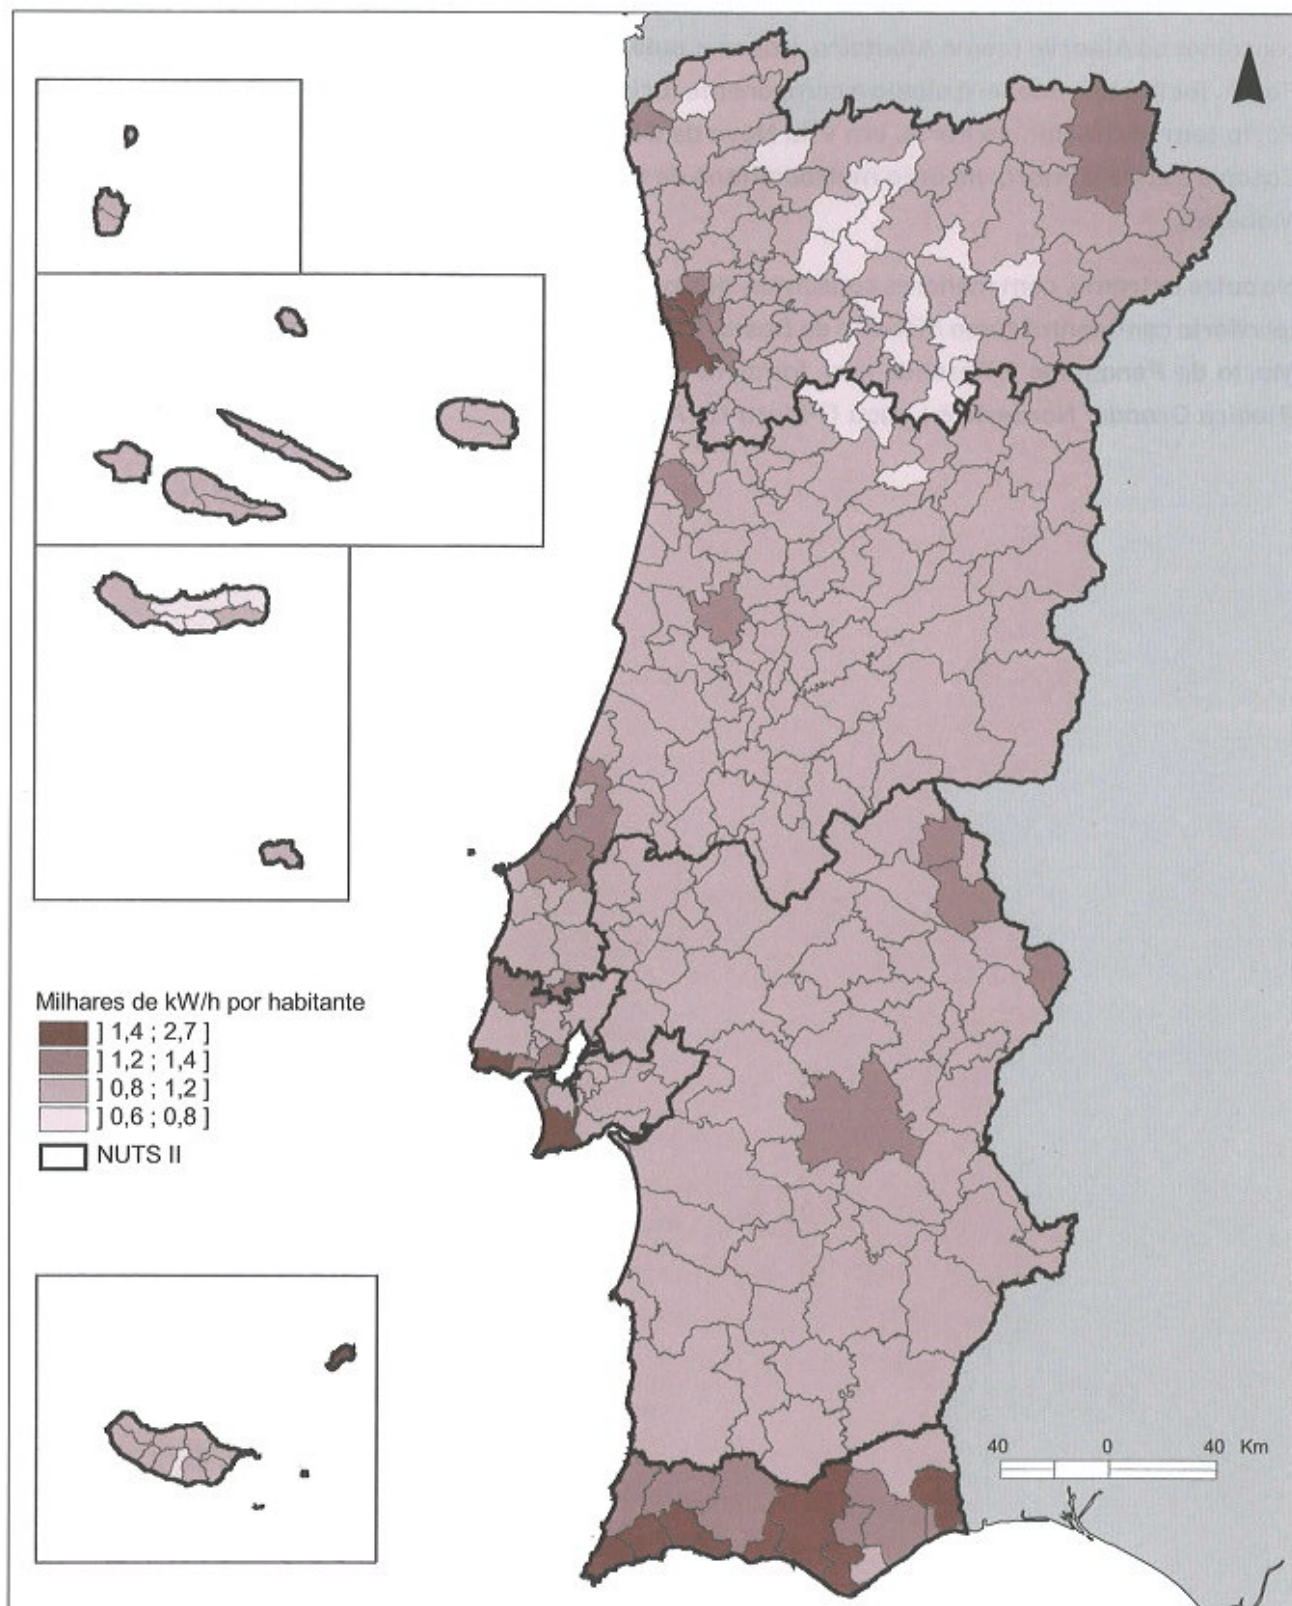 Milhares de kW/h por habitante
] 1,4 ; 2,7 ]
] 1,2 ; 1,4 ]
] 0,8 ; 1,2 ]
] 0,6 ; 0,8 ]
NUTS II
40 0 40 Km